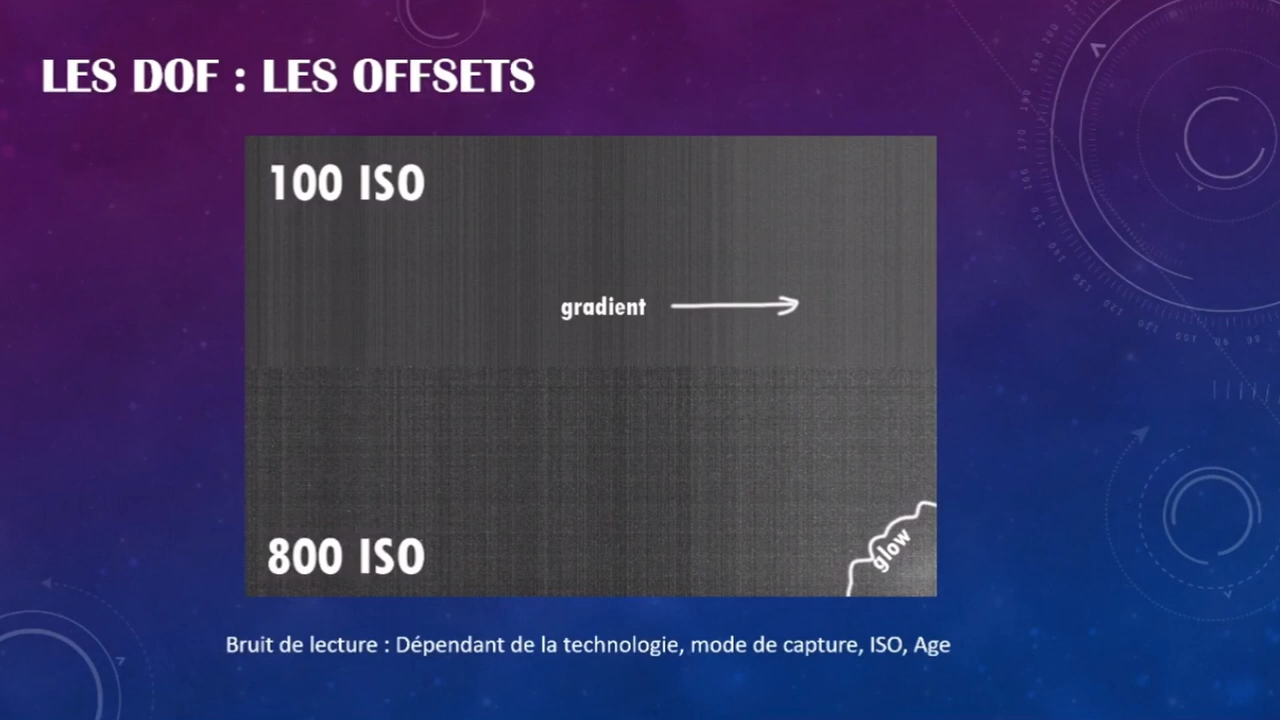 LES DOF : LES OFFSETS
100 ISO
gradient
800 ISO
glow
Bruit de lecture : Dépendant de la technologie, mode de capture, ISO, Age